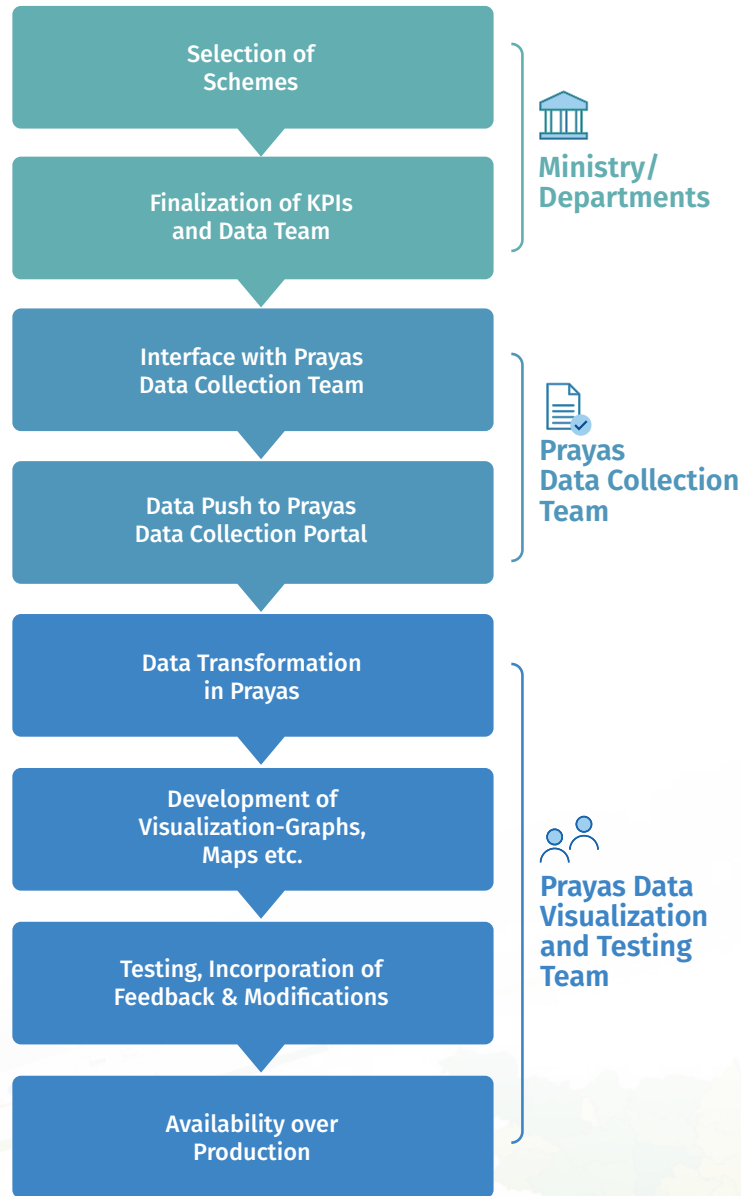 Selection of
Schemes
Finalization of KPIs
and Data Team
Ministry/
Departments
Interface with Prayas
Data Collection Team
Data Push to Prayas
Data Collection Portal
Prayas
Data Collection
Team
Data Transformation
in Prayas
Development of
Visualization-Graphs,
Maps etc.
Testing, Incorporation of
Feedback & Modifications
Availability over
Production
Prayas Data
Visualization
and Testing
Team